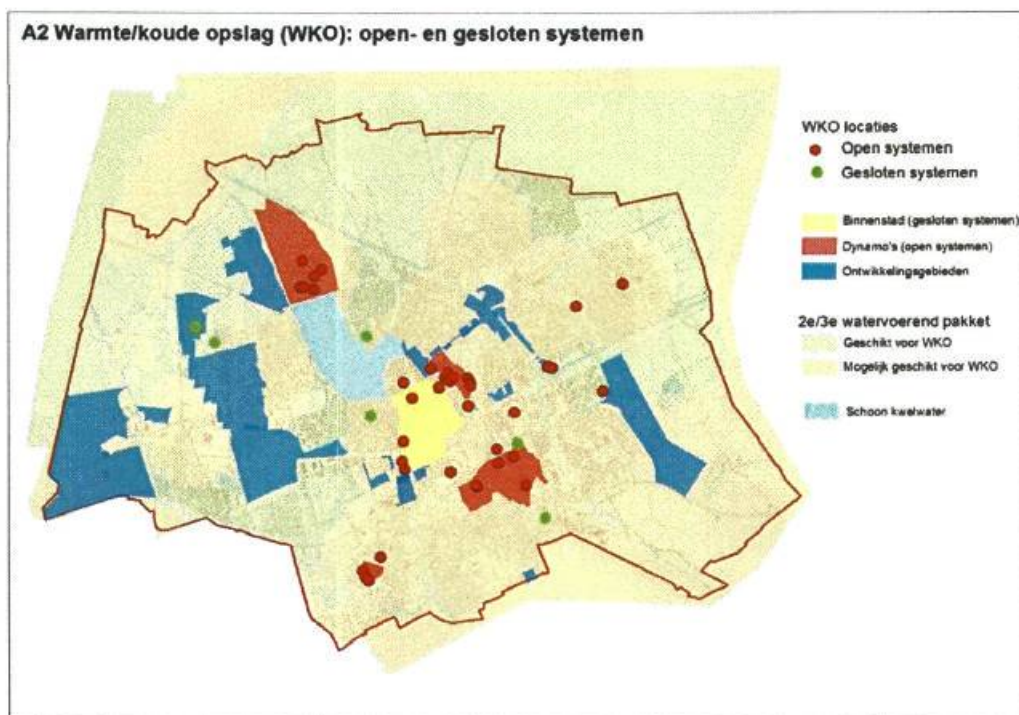 A2 Warmte/koude opslag (WKO): open- en gesloten systemen
WKO locaties
Open systemen
Gesloten systemen
Binnenstad (gesloten systemen)
Dynamo's (open systemen)
Ontwikkelingsgebieden
2e/3e watervoerend pakket
Geschikt voor WKO
Mogelijk geschikt voor WKO
Schoon kwelwater